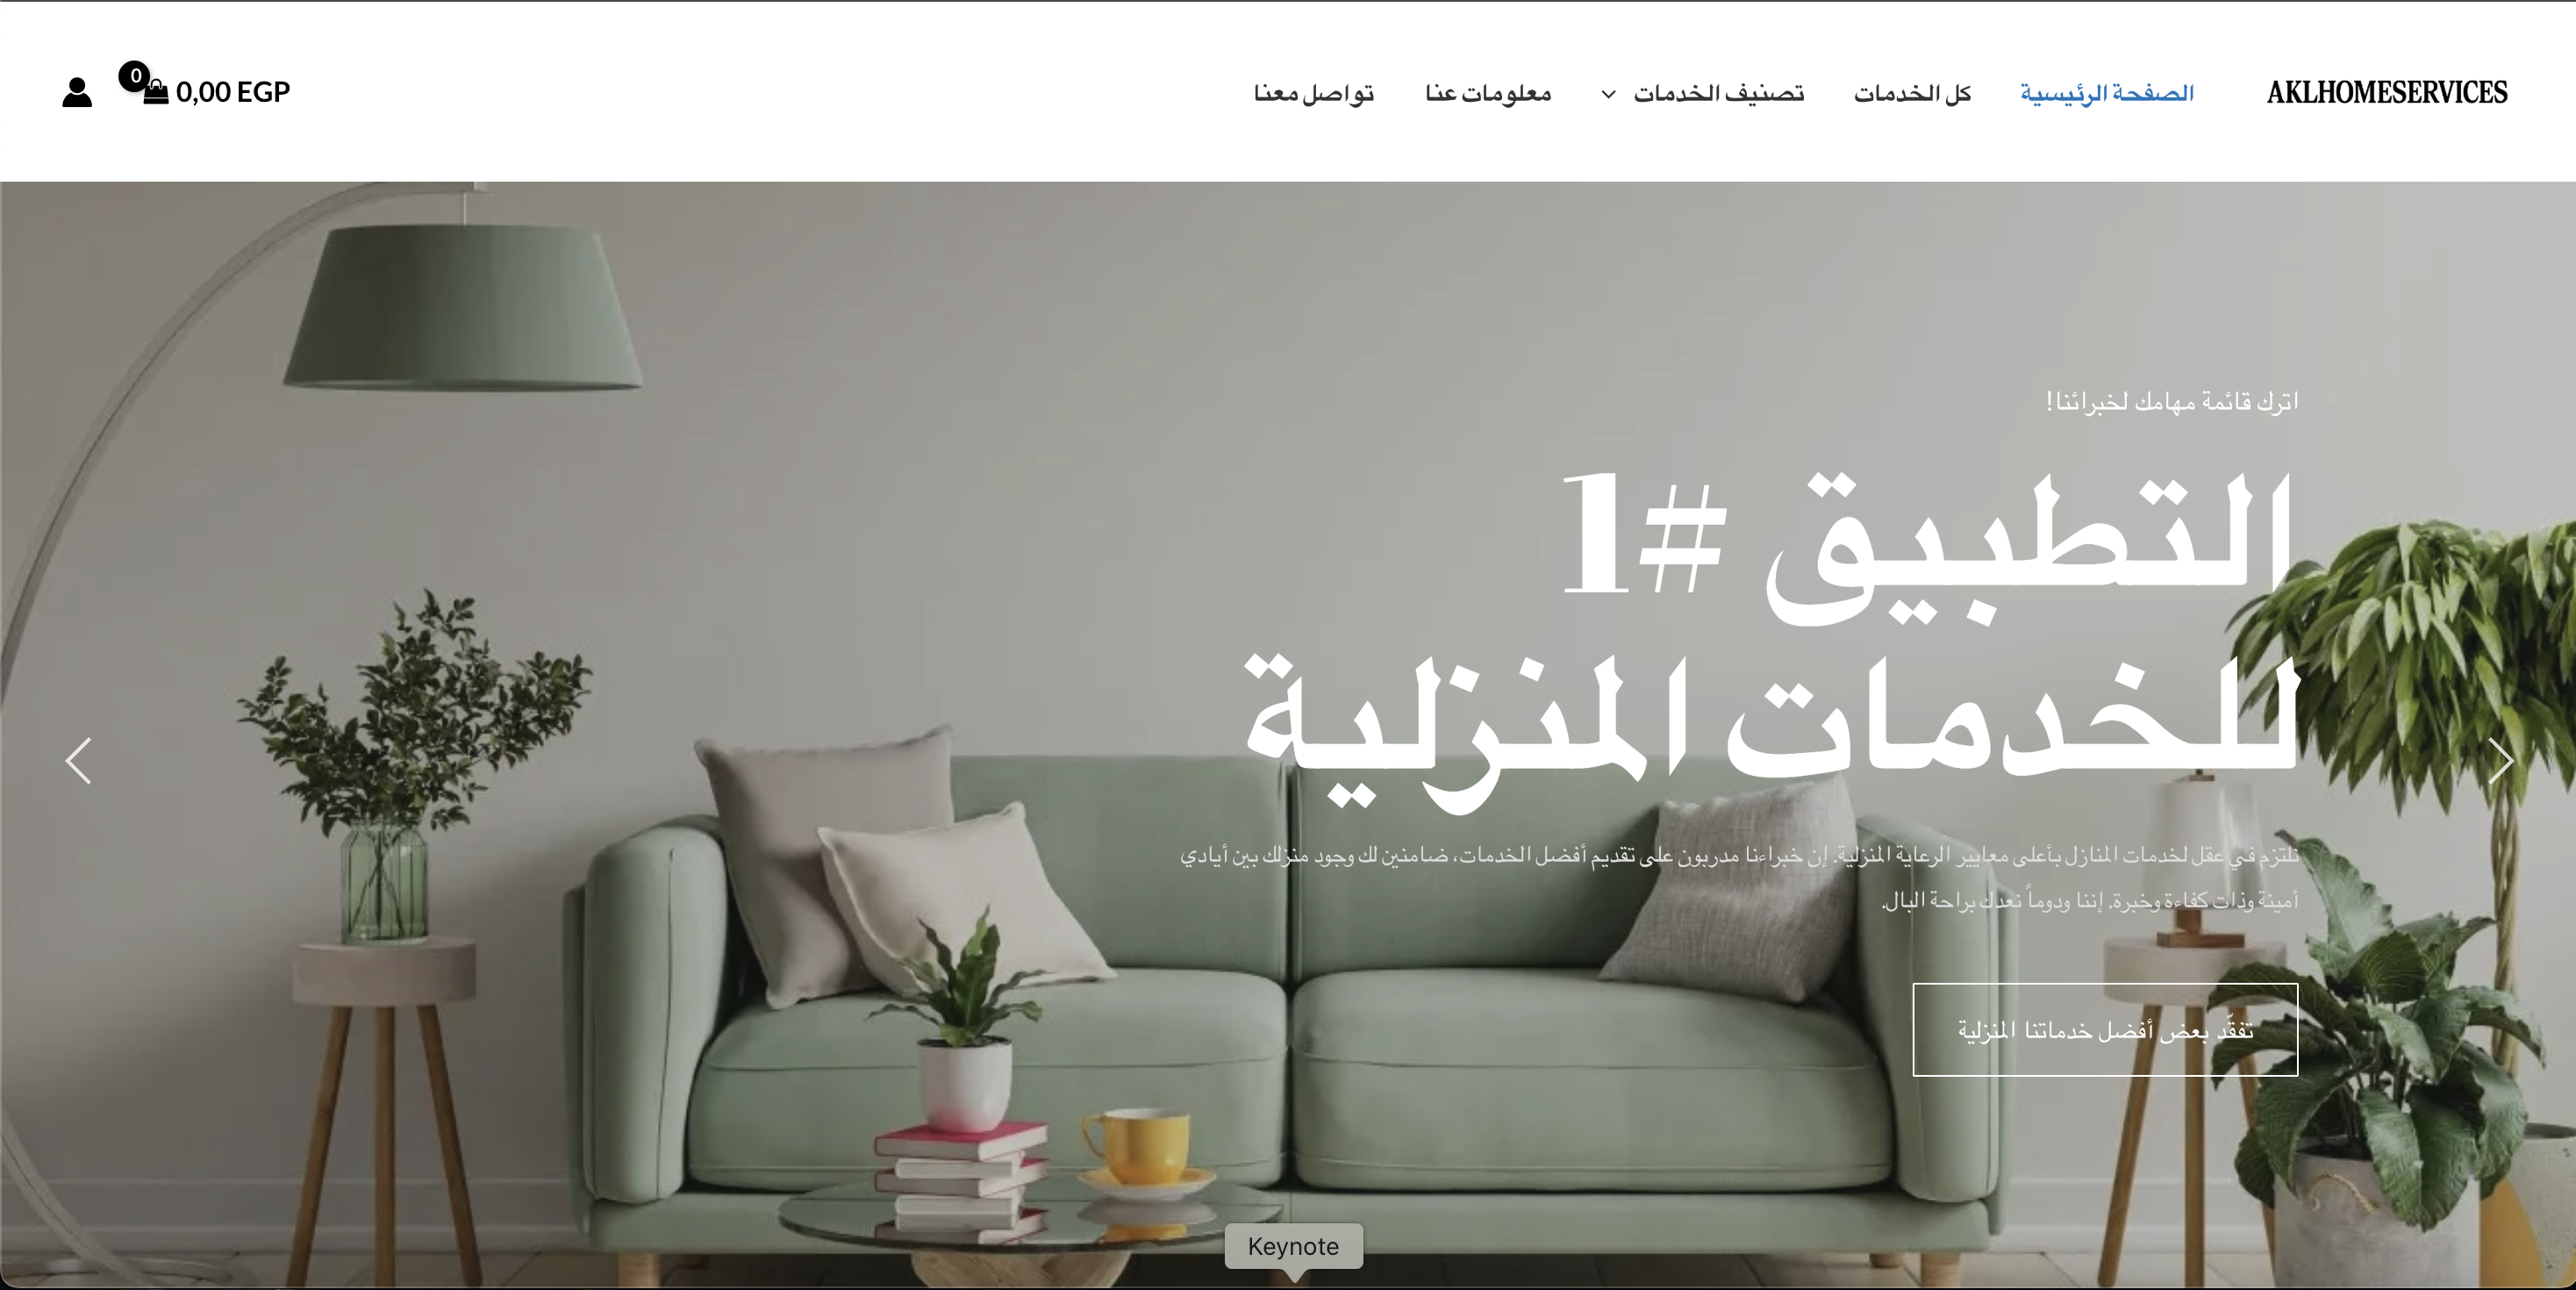 AKLHOMESERVICES
الصفحة الرئيسية
كل الخدمات
تصنيف الخدمات
معلومات عنا
تواصل معنا
0,00 EGP
0
اترك قائمة مهامك لخبرائنا!
التطبيق #1
للخدمات المنزلية
نلتزم في عقل لخدمات المنازل بأعلى معايير الرعاية المنزلية. إن خبراءنا مدربون على تقديم أفضل الخدمات، ضامنين لك وجود منزلك بين أيادي
أمينة وذات كفاءة وخبرة. إننا ودوماً نعدك براحة البال.
تفقّد بعض أفضل خدماتنا المنزلية
Keynote